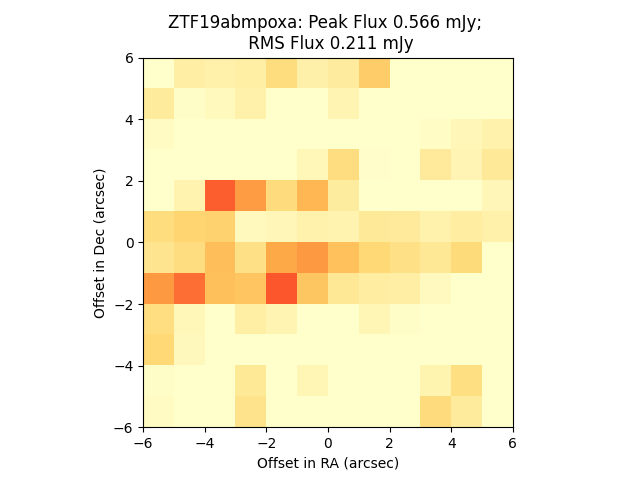 ZTF19abmpoxa: Peak Flux 0.566 mJy;
RMS Flux 0.211 mJy
6
4
2
0
−2
−4
−6
Offset in Dec (arcsec)
−6 −4 −2 0 2 4 6
Offset in RA (arcsec)